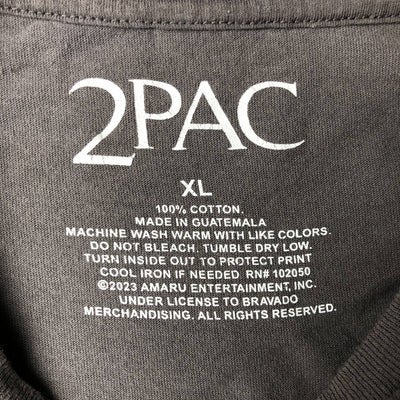 2PAC
XL
100% COTTON.
MADE IN GUATEMALA
MACHINE WASH WARM WITH LIKE COLORS.
DO NOT BLEACH. TUMBLE DRY LOW.
TURN INSIDE OUT TO PROTECT PRINT
COOL IRON IF NEEDED. RN# 102050
©2023 AMARU ENTERTAINMENT, INC.
UNDER LICENSE TO BRAVADO
MERCHANDISING. ALL RIGHTS RESERVED.